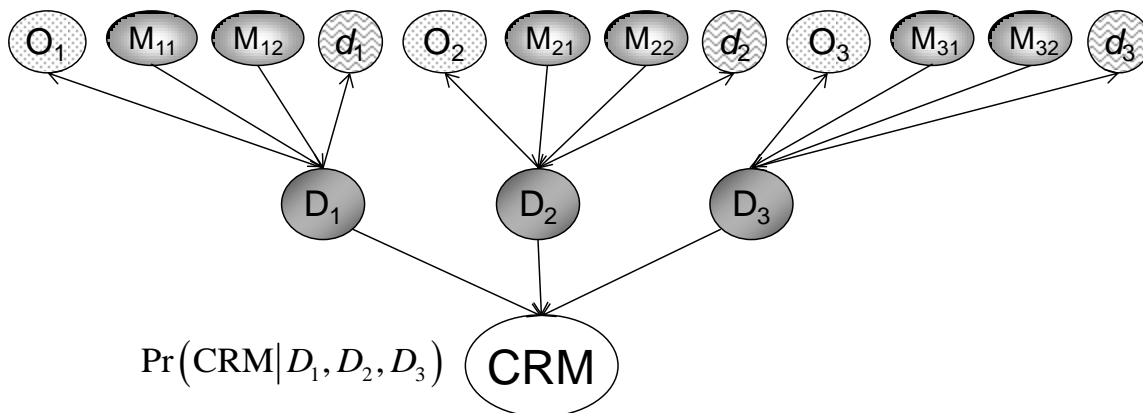 O₁ M₁₁ M₁₂ d₁ O₂ M₂₁ M₂₂ d₂ O₃ M₃₁ M₃₂ d₃
D₁ D₂ D₃
Pr(CRM|D₁, D₂, D₃) CRM